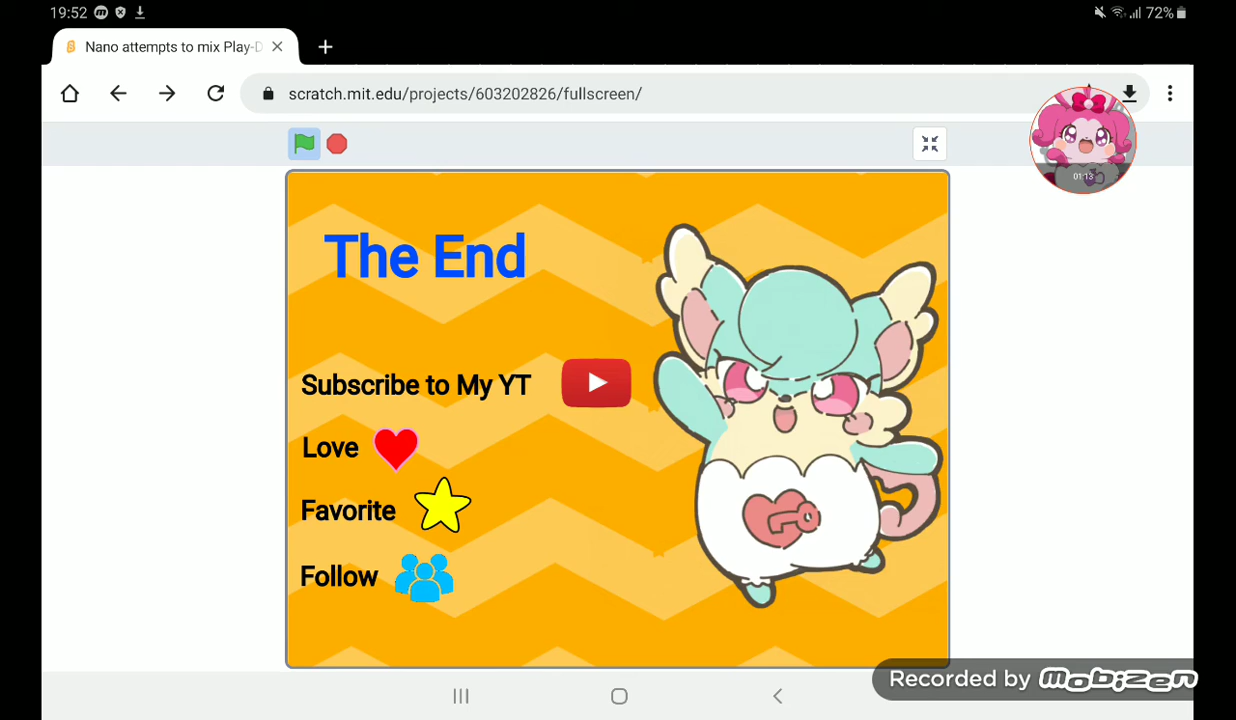 19:52
72%
Nano attempts to mix Play-D
scratch.mit.edu/projects/603202826/fullscreen/
01:13
The End
Subscribe to My YT
Love
Favorite
Follow
Recorded by mobizen